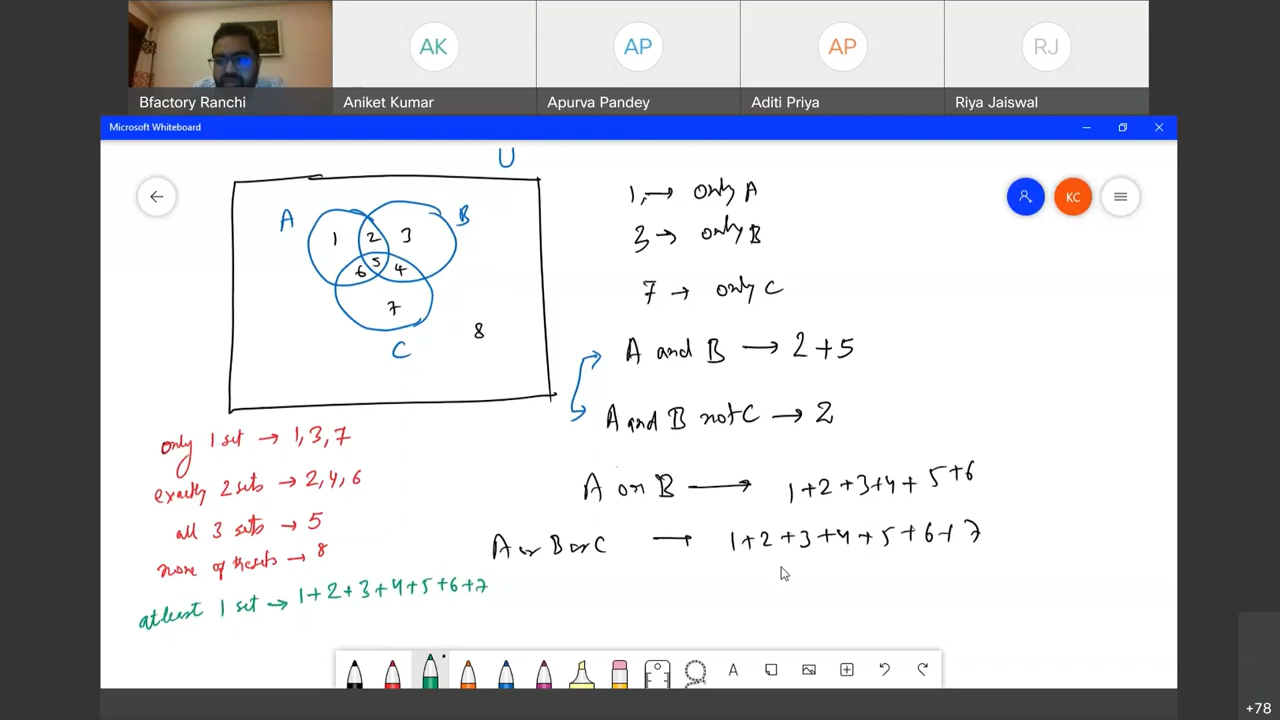 AK
AP
AP
RJ
Bfactory Ranchi
Aniket Kumar
Apurva Pandey
Aditi Priya
Riya Jaiswal
Microsoft Whiteboard
U
A
B
1
2
3
5
6
4
7
8
C
1, → only A
3 → only B
7 → only C
A and B → 2+5
A and B not C → 2
A or B → 1+2+3+4+5+6
A or B or C → 1+2+3+4+5+6+7
only 1 set → 1,3,7
exactly 2 sets → 2,4,6
all 3 sets → 5
none of the sets → 8
atleast 1 set → 1+2+3+4+5+6+7
KC
A
+78